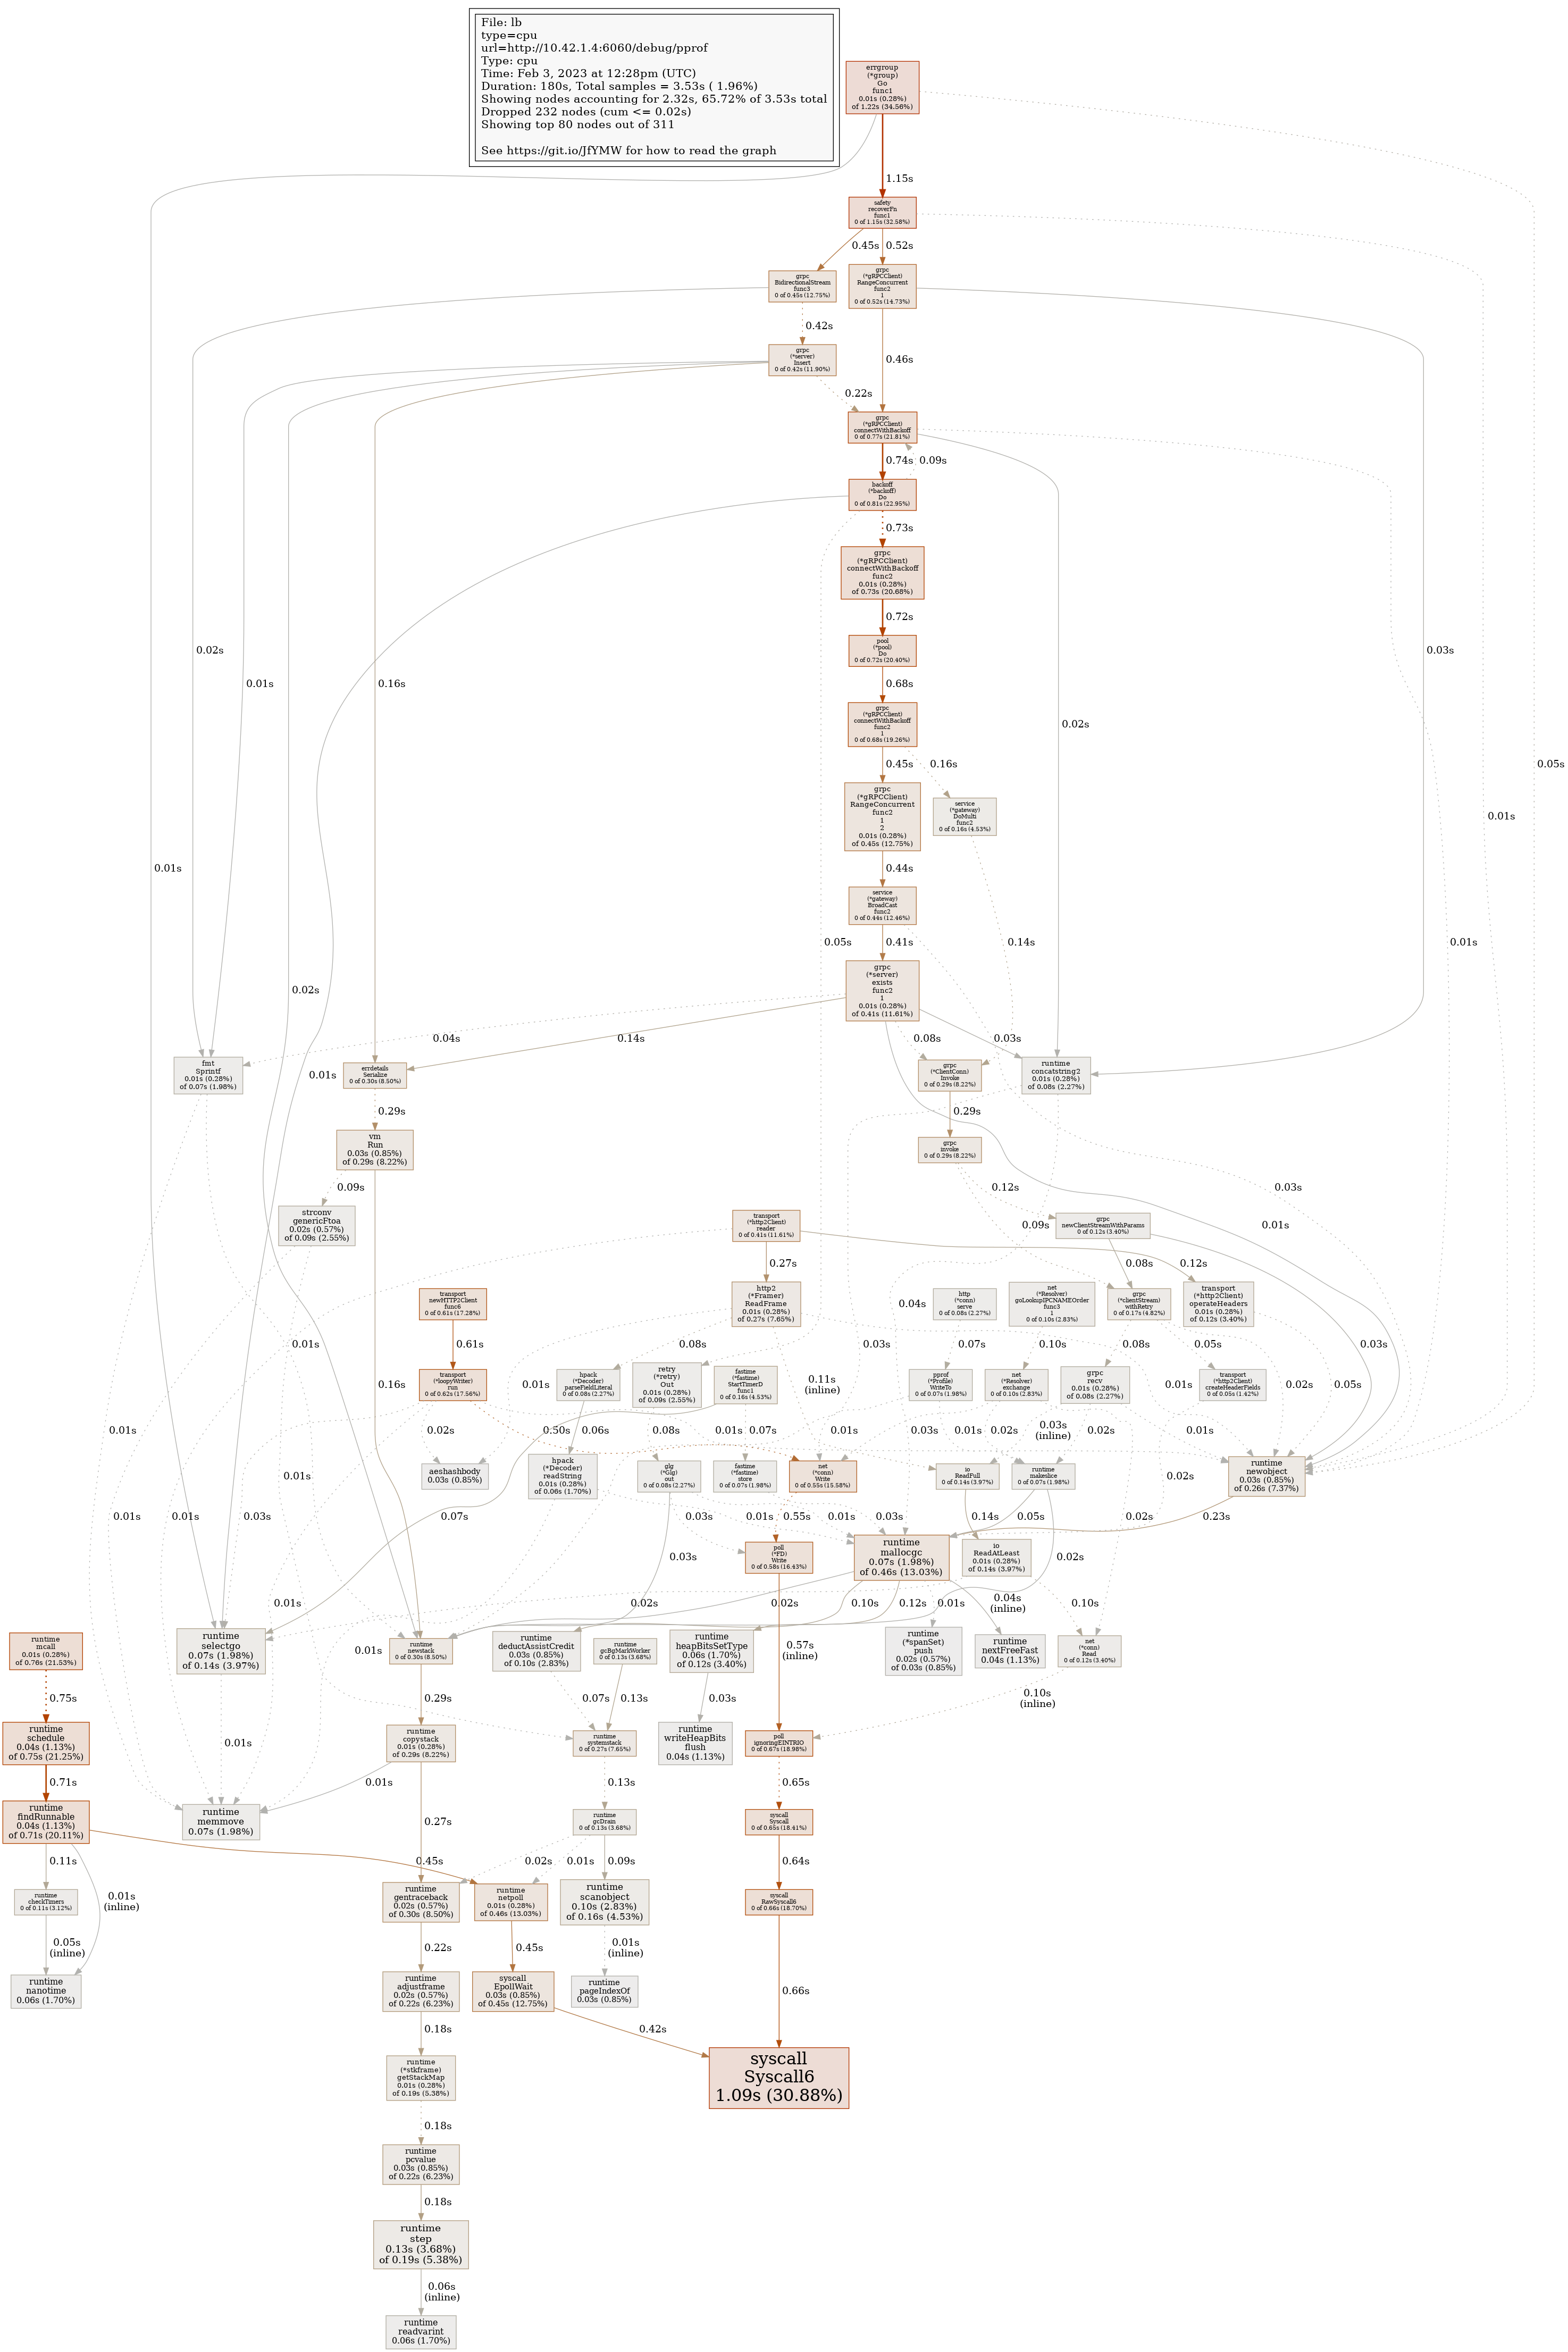 File: lb
type=cpu
url=http://10.42.1.4:6060/debug/pprof
Type: cpu
Time: Feb 3, 2023 at 12:28pm (UTC)
Duration: 180s, Total samples = 3.53s ( 1.96%)
Showing nodes accounting for 2.32s, 65.72% of 3.53s total
Dropped 232 nodes (cum <= 0.02s)
Showing top 80 nodes out of 311
See https://git.io/JfYMW for how to read the graph
errgroup
(*group)
Go
func1
0.01s (0.28%)
of 1.22s (34.56%)
1.15s
safety
recoverFn
func1
0 of 1.15s (32.58%)
0.45s
0.52s
grpc
BidirectionalStream
func3
0 of 0.45s (12.75%)
grpc
(*gRPCClient)
RangeConcurrent
func2
1
0 of 0.52s (14.73%)
0.42s
grpc
(*server)
Insert
0 of 0.42s (11.90%)
0.46s
0.22s
grpc
(*gRPCClient)
connectWithBackoff
0 of 0.77s (21.81%)
0.74s
0.09s
backoff
(*backoff)
Do
0 of 0.81s (22.95%)
0.73s
grpc
(*gRPCClient)
connectWithBackoff
func2
0.01s (0.28%)
of 0.73s (20.68%)
0.72s
pool
(*pool)
Do
0 of 0.72s (20.40%)
0.02s
0.01s
0.16s
0.68s
0.03s
grpc
(*gRPCClient)
connectWithBackoff
func2
1
0 of 0.68s (19.26%)
0.02s
0.45s
0.16s
0.05s
grpc
(*gRPCClient)
RangeConcurrent
func2
1
2
0.01s (0.28%)
of 0.45s (12.75%)
service
(*gateway)
DoMulti
func2
0 of 0.16s (4.53%)
0.01s
0.01s
0.44s
service
(*gateway)
BroadCast
func2
0 of 0.44s (12.46%)
0.05s
0.41s
0.14s
0.01s
0.02s
grpc
(*server)
exists
func2
1
0.01s (0.28%)
of 0.41s (11.61%)
0.04s
0.14s
0.08s
0.03s
fmt
Sprintf
0.01s (0.28%)
of 0.07s (1.98%)
0.01s
errdetails
Serialize
0 of 0.30s (8.50%)
grpc
(*ClientConn)
Invoke
0 of 0.29s (8.22%)
runtime
concatstring2
0.01s (0.28%)
of 0.08s (2.27%)
0.29s
0.29s
vm
Run
0.03s (0.85%)
of 0.29s (8.22%)
grpc
invoke
0 of 0.29s (8.22%)
0.09s
0.12s
0.03s
strconv
genericFtoa
0.02s (0.57%)
of 0.09s (2.55%)
transport
(*http2Client)
reader
0 of 0.41s (11.61%)
0.09s
grpc
newClientStreamWithParams
0 of 0.12s (3.40%)
0.01s
0.27s
0.08s
0.12s
transport
newHTTP2Client
func6
0 of 0.61s (17.28%)
http2
(*Framer)
ReadFrame
0.01s (0.28%)
of 0.27s (7.65%)
0.04s
http
(*conn)
serve
0 of 0.08s (2.27%)
net
(*Resolver)
goLookupIPCNAMEOrder
func3
1
0 of 0.10s (2.83%)
grpc
(*clientStream)
withRetry
0 of 0.17s (4.82%)
transport
(*http2Client)
operateHeaders
0.01s (0.28%)
of 0.12s (3.40%)
0.01s
0.61s
0.08s
0.03s
0.07s
0.10s
0.08s
0.05s
0.03s
transport
(*loopyWriter)
run
0 of 0.62s (17.56%)
0.01s
hpack
(*Decoder)
parseFieldLiteral
0 of 0.08s (2.27%)
retry
(*retry)
Out
0.01s (0.28%)
of 0.09s (2.55%)
fastime
(*fastime)
StartTimerD
func1
0 of 0.16s (4.53%)
0.11s
(inline)
pprof
(*Profile)
WriteTo
0 of 0.07s (1.98%)
net
(*Resolver)
exchange
0 of 0.10s (2.83%)
grpc
recv
0.01s (0.28%)
of 0.08s (2.27%)
transport
(*http2Client)
createHeaderFields
0 of 0.05s (1.42%)
0.01s
0.02s
0.05s
0.16s
0.01s
0.02s
0.06s
0.50s
0.08s
0.01s
0.07s
0.01s
0.03s
0.01s
0.02s
0.03s
(inline)
0.02s
0.01s
aeshashbody
0.03s (0.85%)
hpack
(*Decoder)
readString
0.01s (0.28%)
of 0.06s (1.70%)
glg
(*Glg)
out
0 of 0.08s (2.27%)
fastime
(*fastime)
store
0 of 0.07s (1.98%)
net
(*conn)
Write
0 of 0.55s (15.58%)
io
ReadFull
0 of 0.14s (3.97%)
runtime
makeslice
0 of 0.07s (1.98%)
0.02s
runtime
newobject
0.03s (0.85%)
of 0.26s (7.37%)
0.01s
0.01s
0.01s
0.03s
0.07s
0.03s
0.01s
0.55s
0.01s
0.03s
0.14s
0.05s
0.02s
0.23s
0.03s
poll
(*FD)
Write
0 of 0.58s (16.43%)
runtime
mallocgc
0.07s (1.98%)
of 0.46s (13.03%)
io
ReadAtLeast
0.01s (0.28%)
of 0.14s (3.97%)
0.02s
0.01s
0.02s
0.02s
0.10s
0.12s
0.01s
0.04s
(inline)
0.10s
runtime
mcall
0.01s (0.28%)
of 0.76s (21.53%)
runtime
selectgo
0.07s (1.98%)
of 0.14s (3.97%)
0.01s
runtime
newstack
0 of 0.30s (8.50%)
runtime
deductAssistCredit
0.03s (0.85%)
of 0.10s (2.83%)
runtime
gcBgMarkWorker
0 of 0.13s (3.68%)
runtime
heapBitsSetType
0.06s (1.70%)
of 0.12s (3.40%)
0.57s
(inline)
runtime
(*spanSet)
push
0.02s (0.57%)
of 0.03s (0.85%)
runtime
nextFreeFast
0.04s (1.13%)
net
(*conn)
Read
0 of 0.12s (3.40%)
0.75s
0.29s
0.07s
0.13s
0.03s
0.10s
(inline)
runtime
schedule
0.04s (1.13%)
of 0.75s (21.25%)
0.01s
runtime
copystack
0.01s (0.28%)
of 0.29s (8.22%)
runtime
systemstack
0 of 0.27s (7.65%)
runtime
writeHeapBits
flush
0.04s (1.13%)
poll
ignoringEINTRIO
0 of 0.67s (18.98%)
0.71s
0.01s
0.13s
0.65s
runtime
findRunnable
0.04s (1.13%)
of 0.71s (20.11%)
runtime
memmove
0.07s (1.98%)
0.27s
runtime
gcDrain
0 of 0.13s (3.68%)
syscall
Syscall
0 of 0.65s (18.41%)
0.11s
0.45s
0.02s
0.01s
0.09s
0.64s
runtime
checkTimers
0 of 0.11s (3.12%)
0.01s
(inline)
runtime
gentraceback
0.02s (0.57%)
of 0.30s (8.50%)
runtime
netpoll
0.01s (0.28%)
of 0.46s (13.03%)
runtime
scanobject
0.10s (2.83%)
of 0.16s (4.53%)
syscall
RawSyscall6
0 of 0.66s (18.70%)
0.05s
(inline)
0.22s
0.45s
0.01s
(inline)
runtime
nanotime
0.06s (1.70%)
runtime
adjustframe
0.02s (0.57%)
of 0.22s (6.23%)
syscall
EpollWait
0.03s (0.85%)
of 0.45s (12.75%)
runtime
pageIndexOf
0.03s (0.85%)
0.66s
0.18s
0.42s
runtime
(*stkframe)
getStackMap
0.01s (0.28%)
of 0.19s (5.38%)
syscall
Syscall6
1.09s (30.88%)
0.18s
runtime
pcvalue
0.03s (0.85%)
of 0.22s (6.23%)
0.18s
runtime
step
0.13s (3.68%)
of 0.19s (5.38%)
0.06s
(inline)
runtime
readvarint
0.06s (1.70%)